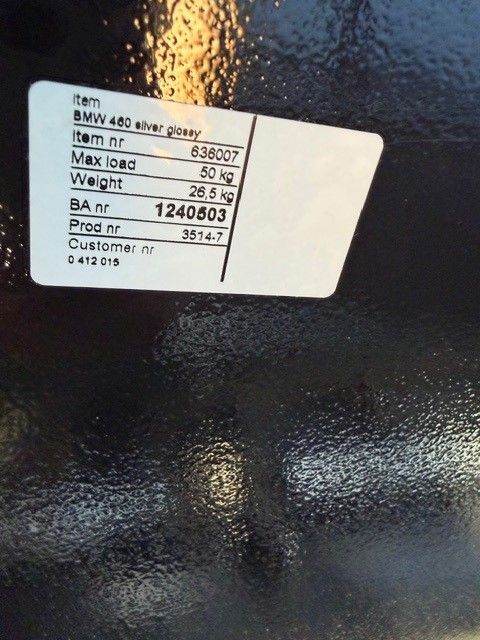 Item
BMW 460 silver glossy
Item nr 636007
Max load 50 kg
Weight 26,5 kg
BA nr 1240503
Prod nr 3514-7
Customer nr
0 412 015